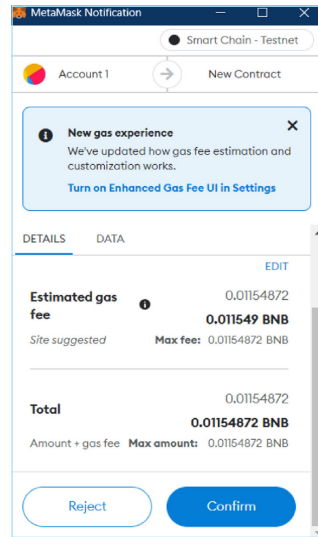 MetaMask Notification
Smart Chain - Testnet
Account 1
New Contract
New gas experience
We've updated how gas fee estimation and
customization works.
Turn on Enhanced Gas Fee UI in Settings
DETAILS DATA
EDIT
Estimated gas fee
0.01154872
0.011549 BNB
Site suggested Max fee: 0.01154872 BNB
Total
0.01154872
0.01154872 BNB
Amount + gas fee Max amount: 0.01154872 BNB
Reject Confirm